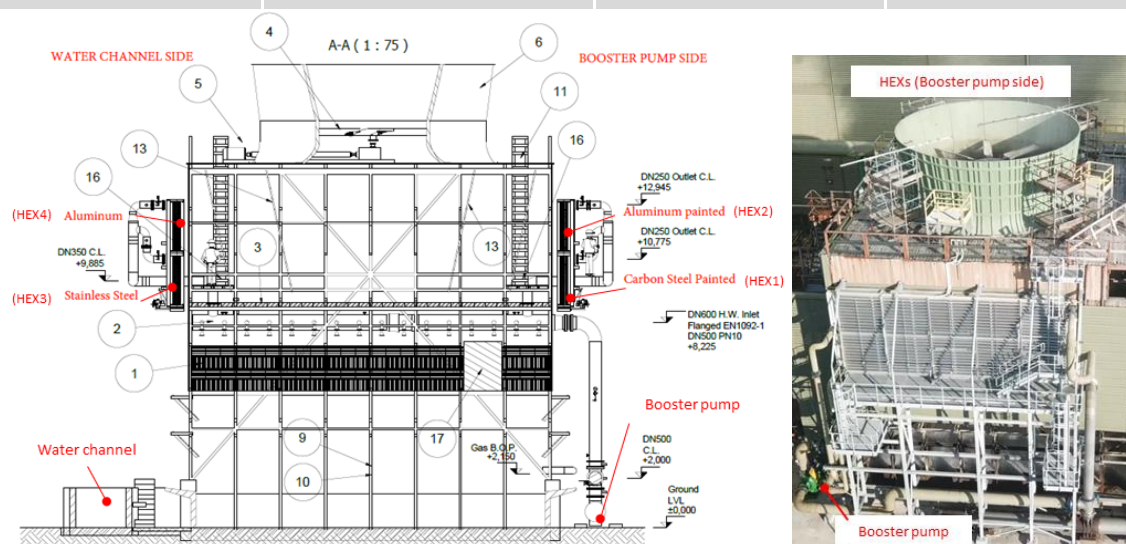 A-A ( 1 : 75 )
WATER CHANNEL SIDE
BOOSTER PUMP SIDE
4
6
5
11
13
16
16
HEXs (Booster pump side)
DN250 Outlet C.L.
+12,945
(HEX4) Aluminum
Aluminum painted (HEX2)
DN250 Outlet C.L.
+10,775
3
13
DN350 C.L.
+9,885
(HEX3) Stainless Steel
Carbon Steel Painted (HEX1)
2
DN600 H.W. Inlet
Flanged EN1092-1
DN500 PN10
+8,225
1
Booster pump
Water channel
9
17
Gas B.O.P.
+2,150
DN500
C.L.
+2,000
10
Ground
LVL
±0,000
Booster pump